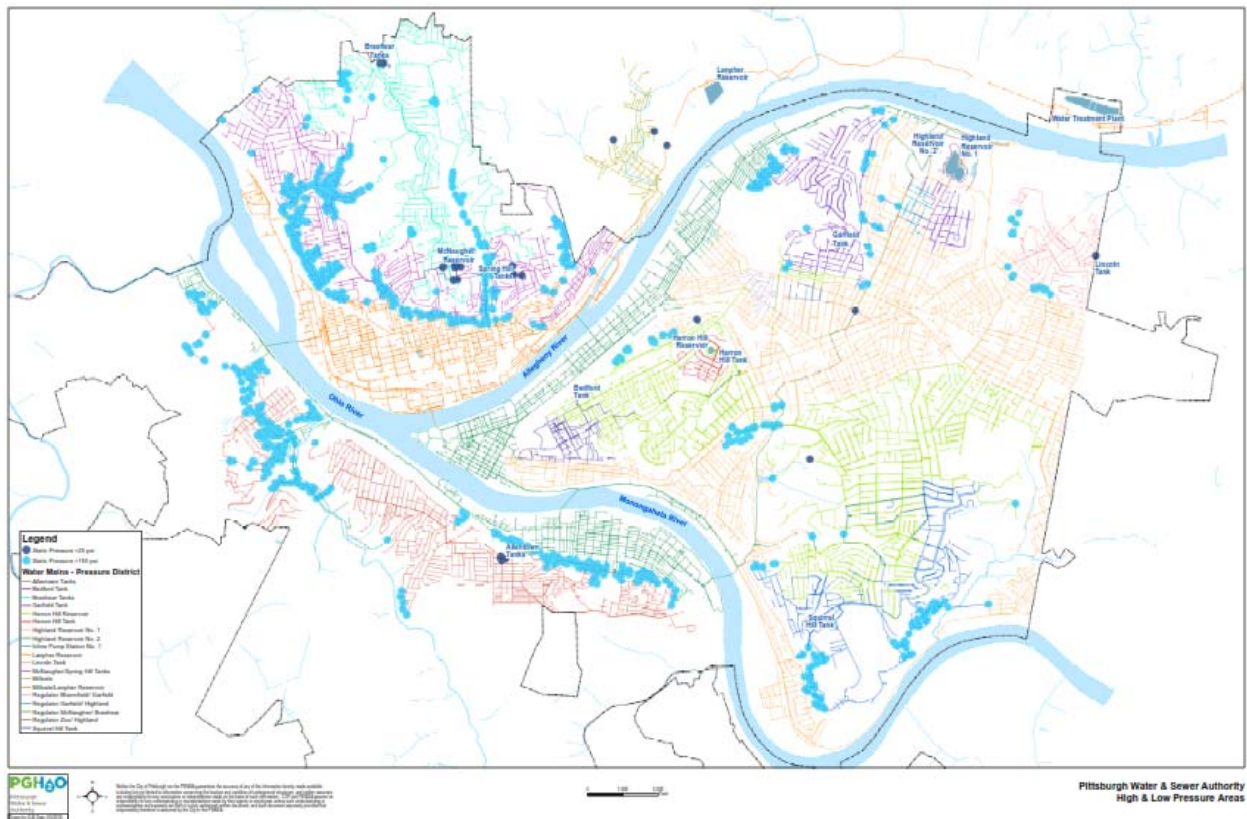 Brashear
Tanks
Lanpher
Reservoir
Water Treatment Plant
Highland
Reservoir
No. 2
Highland
Reservoir
No. 1
Garfield
Tank
Lincoln
Tank
McNaugher
Reservoir
Spring Hill
Tanks
Allegheny River
Herron Hill
Reservoir
Herron
Hill Tank
Bedford
Tank
Ohio River
Monongahela River
Allentown
Tanks
Squirrel
Hill Tank
Legend
Static Pressure <25 psi
Water Mains - Pressure District
Allentown Tanks
Bedford Tank
Brashear Tanks
Garfield Tank
Herron Hill Reservoir
Herron Hill Tank
Highland Reservoir No. 1
Highland Reservoir No. 2
Inline Pump Station No. 1
Lanpher Reservoir
Lincoln Tank
McNaugher/Spring Hill Tanks
Millvale
Millvale/Lanpher Reservoir
Regulator Bloomfield/ Garfield
Regulator Garfield/ Highland
Regulator McNaugher/ Brashear
Regulator Zoo/ Highland
Squirrel Hill Tank
PGH2O
Pittsburgh
Water & Sewer
Authority
Pittsburgh Water & Sewer Authority
High & Low Pressure Areas